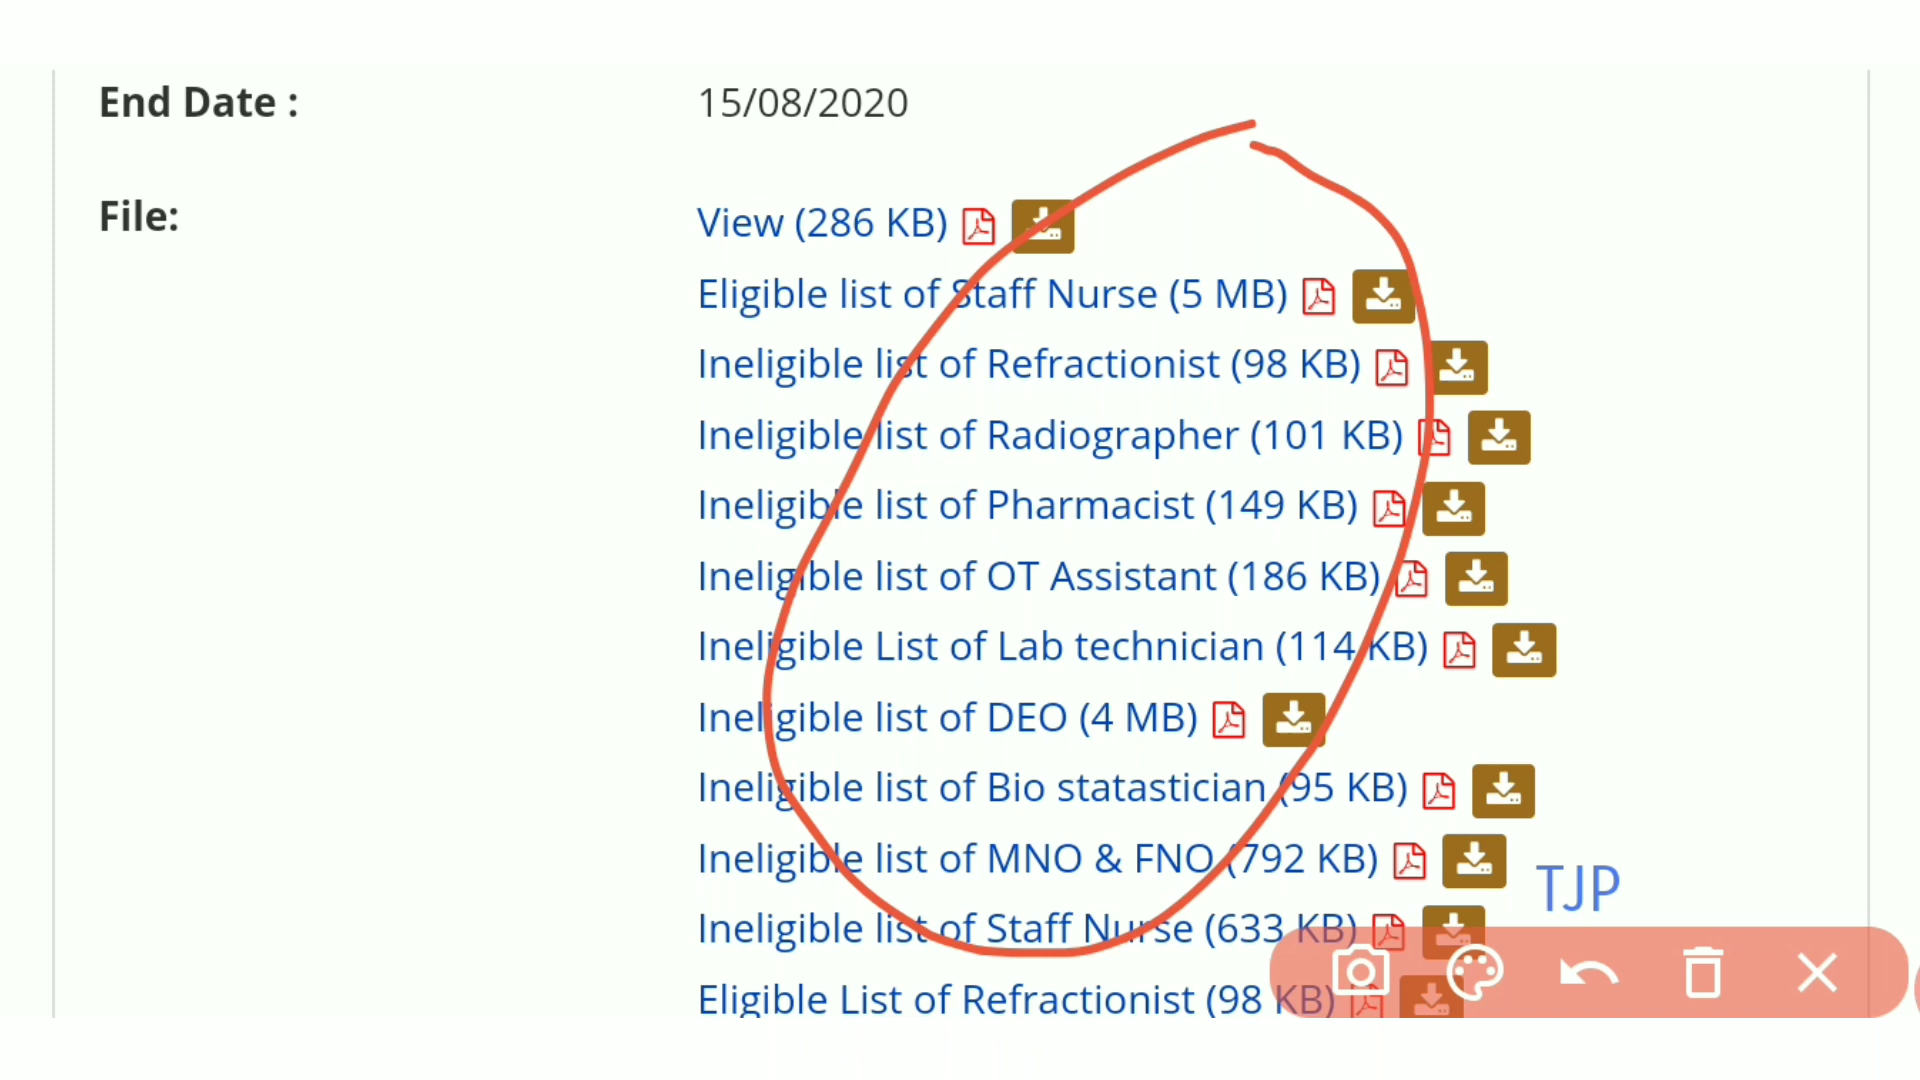 End Date : 15/08/2020
File: View (286 KB)
Eligible list of Staff Nurse (5 MB)
Ineligible list of Refractionist (98 KB)
Ineligible list of Radiographer (101 KB)
Ineligible list of Pharmacist (149 KB)
Ineligible list of OT Assistant (186 KB)
Ineligible List of Lab technician (114 KB)
Ineligible list of DEO (4 MB)
Ineligible list of Bio statastician (95 KB)
Ineligible list of MNO & FNO (792 KB)
TJP
Ineligible list of Staff Nurse (633 KB)
Eligible List of Refractionist (98 KB)